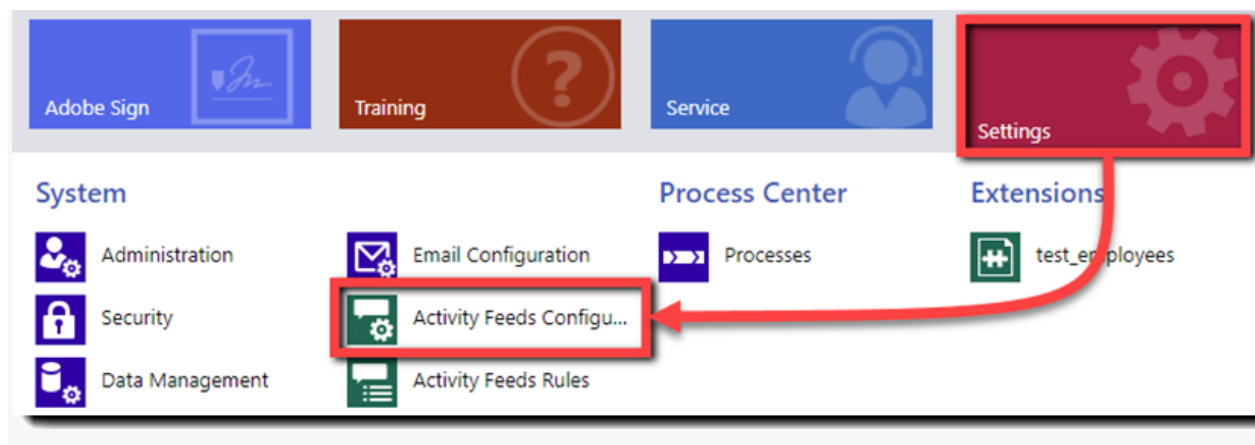 Adobe Sign
Training
?
Service
Settings
System
Process Center
Extensions
Administration
Email Configuration
Processes
test_employees
Security
Activity Feeds Configu...
Data Management
Activity Feeds Rules